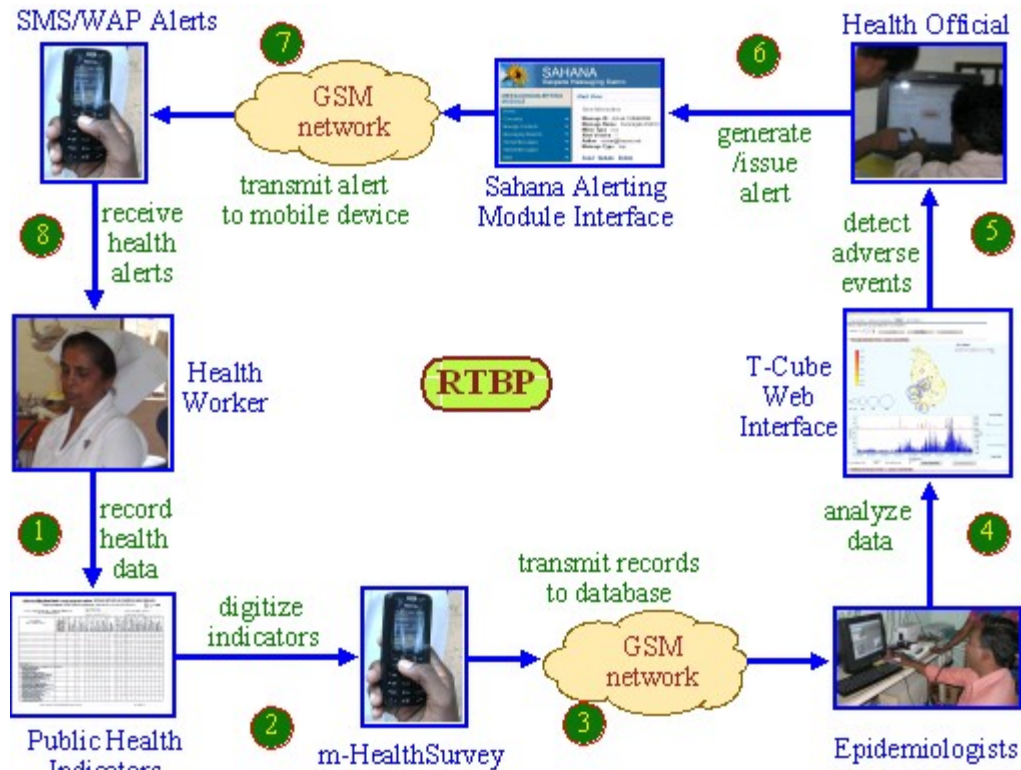 SMS/WAP Alerts
7
GSM
network
transmit alert
to mobile device
SAHANA
Sahana Alerting
Module Interface
6
generate
/issue
alert
Health Official
8
receive
health
alerts
5
detect
adverse
events
Health
Worker
RTBP
T-Cube
Web
Interface
1
record
health
data
4
analyze
data
Public Health
Indicators
digitize
indicators
2
m-HealthSurvey
transmit records
to database
GSM
network
3
Epidemiologists